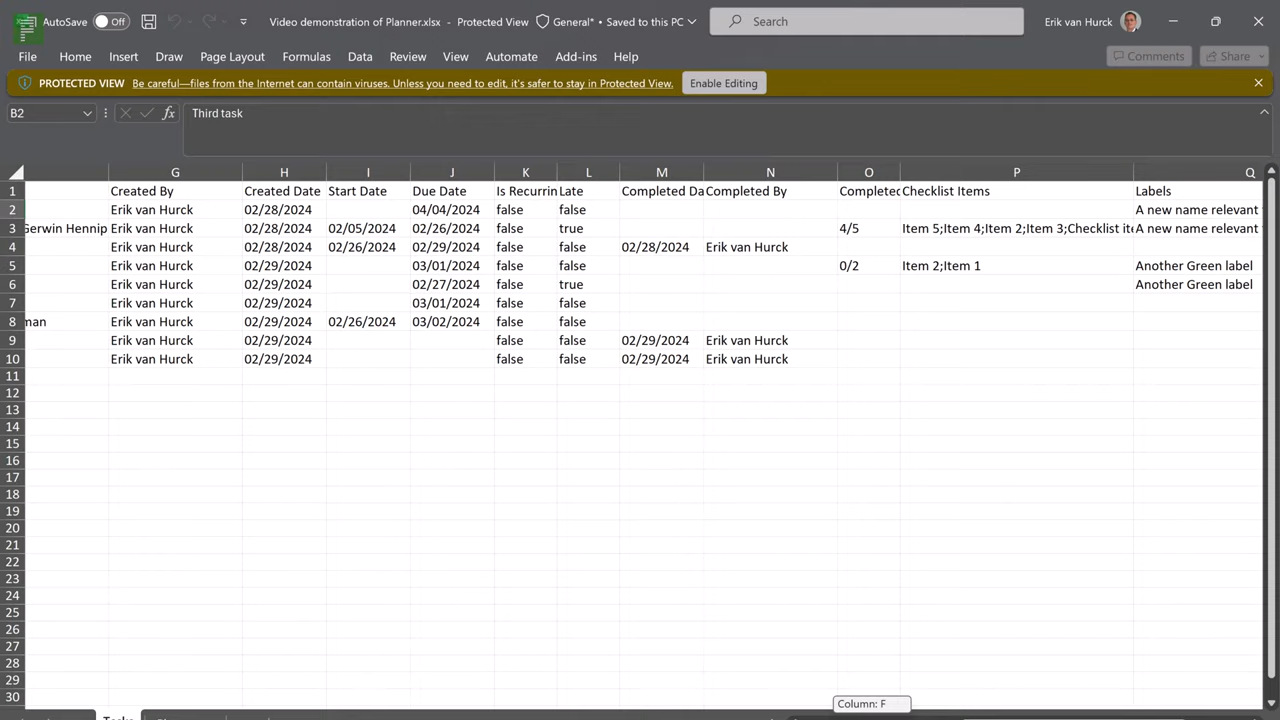 AutoSave Off Video demonstration of Planner.xlsx - Protected View General* • Saved to this PC Search Erik van Hurck
File Home Insert Draw Page Layout Formulas Data Review View Automate Add-ins Help Comments Share
PROTECTED VIEW Be careful—files from the Internet can contain viruses. Unless you need to edit, it's safer to stay in Protected View. Enable Editing
B2 fx Third task
G H I J K L M N O P Q
1 Created By Created Date Start Date Due Date Is Recurrin Late Completed Da Completed By Completed Checklist Items Labels
2 Erik van Hurck 02/28/2024 04/04/2024 false false A new name relevant
3 Gerwin Hennip Erik van Hurck 02/28/2024 02/05/2024 02/26/2024 false true 4/5 Item 5;Item 4;Item 2;Item 3;Checklist ite A new name relevant
4 Erik van Hurck 02/28/2024 02/26/2024 02/29/2024 false false 02/28/2024 Erik van Hurck
5 Erik van Hurck 02/29/2024 03/01/2024 false false 0/2 Item 2;Item 1 Another Green label
6 Erik van Hurck 02/29/2024 02/27/2024 false true Another Green label
7 Erik van Hurck 02/29/2024 03/01/2024 false false
8 man Erik van Hurck 02/29/2024 02/26/2024 03/02/2024 false false
9 Erik van Hurck 02/29/2024 false false 02/29/2024 Erik van Hurck
10 Erik van Hurck 02/29/2024 false false 02/29/2024 Erik van Hurck
11
12
13
14
15
16
17
18
19
20
21
22
23
24
25
26
27
28
29
30
Column: F
Tasks